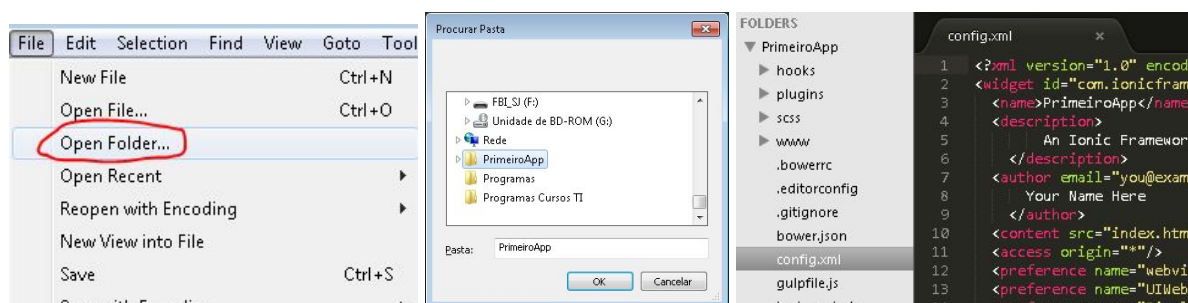 File Edit Selection Find View Goto Tool
New File Ctrl+N
Open File... Ctrl+O
Open Folder...
Open Recent
Reopen with Encoding
New View into File
Save Ctrl+S
Procurar Pasta
FBI_SJ (F:)
Unidade de BD-ROM (G:)
Rede
PrimeiroApp
Programas
Programas Cursos TI
Pasta: PrimeiroApp
OK Cancelar
FOLDERS
PrimeiroApp
hooks
plugins
scss
www
.bowerrc
.editorconfig
.gitignore
bower.json
config.xml
gulpfile.js
config.xml ×
1 <?xml version="1.0" encod
2 <widget id="com.ionicfram
3 <name>PrimeiroApp</name
4 <description>
5 An Ionic Framewor
6 </description>
7 <author email="you@exam
8 Your Name Here
9 </author>
10 <content src="index.htm
11 <access origin="*"/>
12 <preference name="webvi
13 <preference name="UIWeb